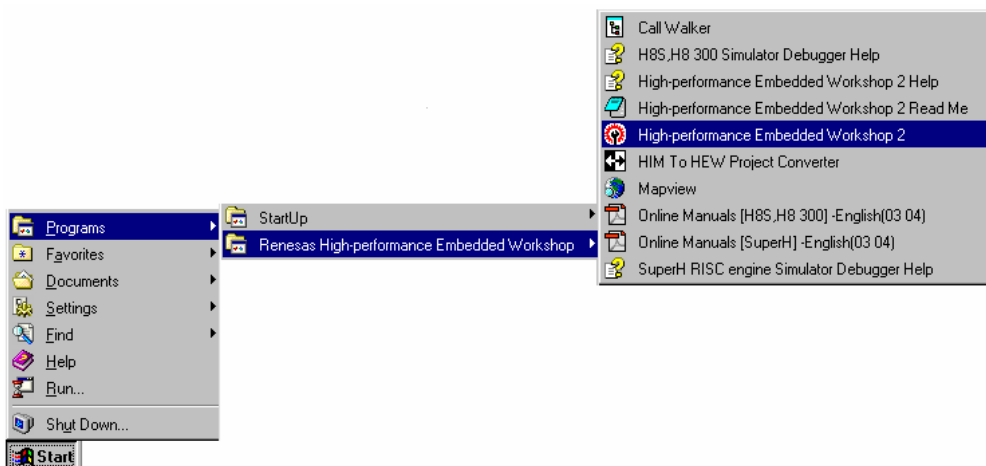 Call Walker
H8S,H8 300 Simulator Debugger Help
High-performance Embedded Workshop 2 Help
High-performance Embedded Workshop 2 Read Me
High-performance Embedded Workshop 2
HIM To HEW Project Converter
Mapview
Online Manuals [H8S,H8 300] -English(03 04)
Online Manuals [SuperH] -English(03 04)
SuperH RISC engine Simulator Debugger Help
StartUp
Renesas High-performance Embedded Workshop
Programs
Favorites
Documents
Settings
Find
Help
Run...
Shut Down...
Start